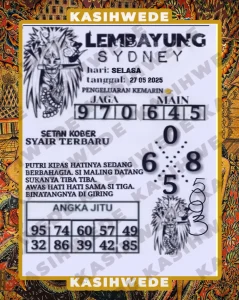 KASIHWEDE
LEMBAYUNG
SYDNEY
hari: SELASA
tanggal: 27 05 2025
PENGELUARAN KEMARIN
JAGA MAIN
9 7 0 6 4 5
SETAN KOBER
SYAIR TERBARU
0
6 8
5
PUTRI KIPAS HATINYA SEDANG
BERBAHAGIA, SI MALING DATANG
SUKANYA TIBA TIBA.
AWAS HATI HATI SAMA SI TIGA.
BINATANGNYA DI GIRING
ANGKA JITU
95 74 60 57 49
32 86 39 42 85
KASIHWEDE